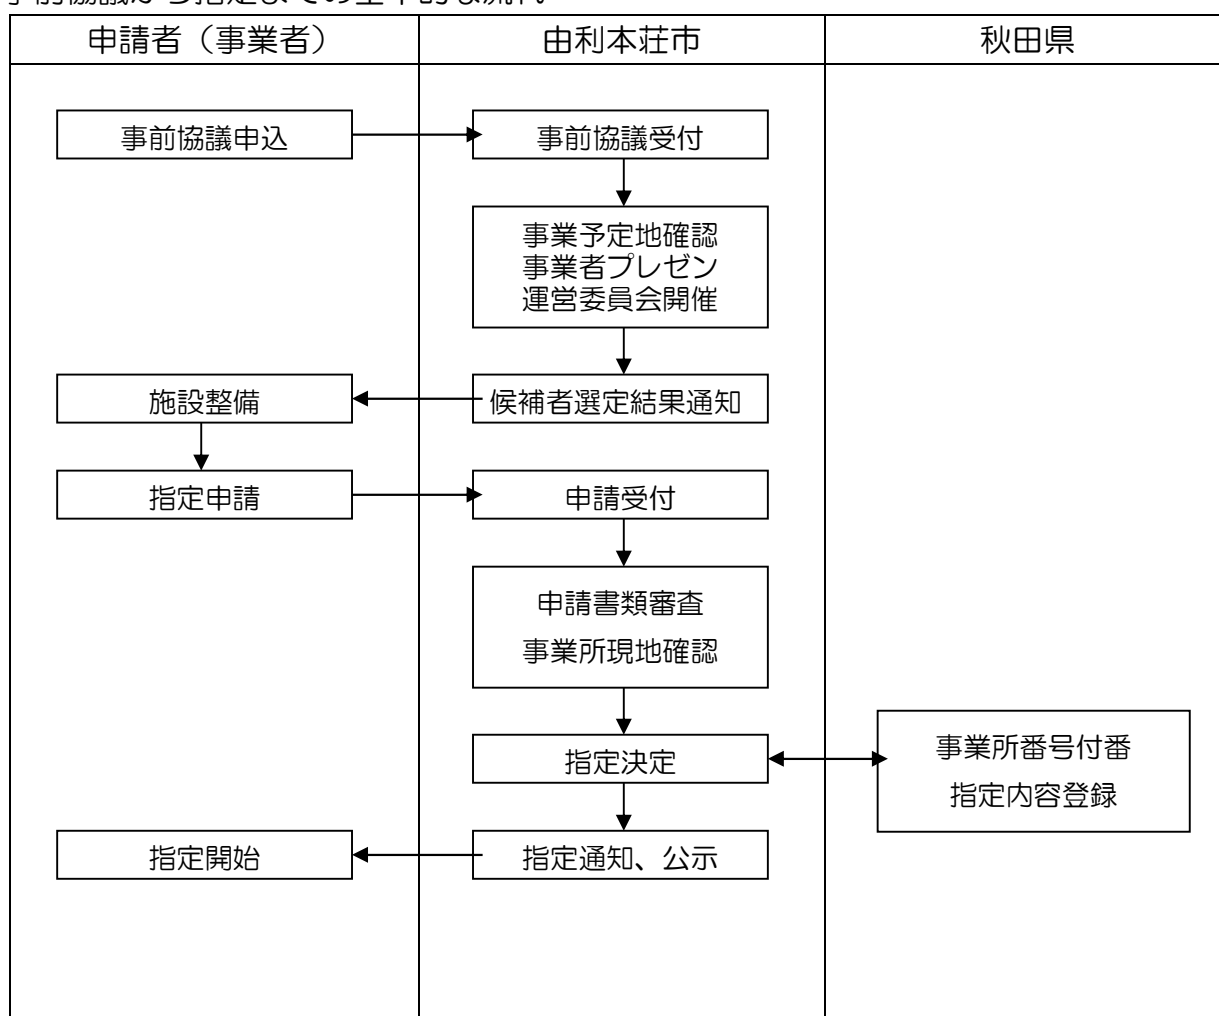 申請者（事業者）
由利本荘市
秋田県
事前協議申込
事前協議受付
事業予定地確認
事業者プレゼン
運営委員会開催
施設整備
候補者選定結果通知
指定申請
申請受付
申請書類審査
事業所現地確認
指定決定
事業所番号付番
指定内容登録
指定開始
指定通知、公示